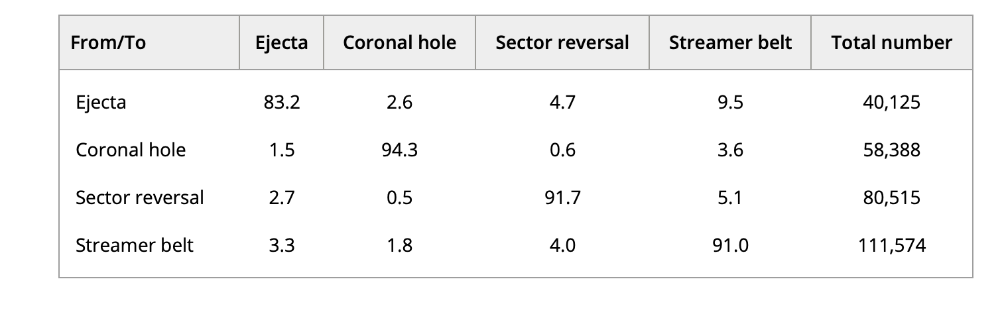 From/To Ejecta Coronal hole Sector reversal Streamer belt Total number
Ejecta 83.2 2.6 4.7 9.5 40,125
Coronal hole 1.5 94.3 0.6 3.6 58,388
Sector reversal 2.7 0.5 91.7 5.1 80,515
Streamer belt 3.3 1.8 4.0 91.0 111,574